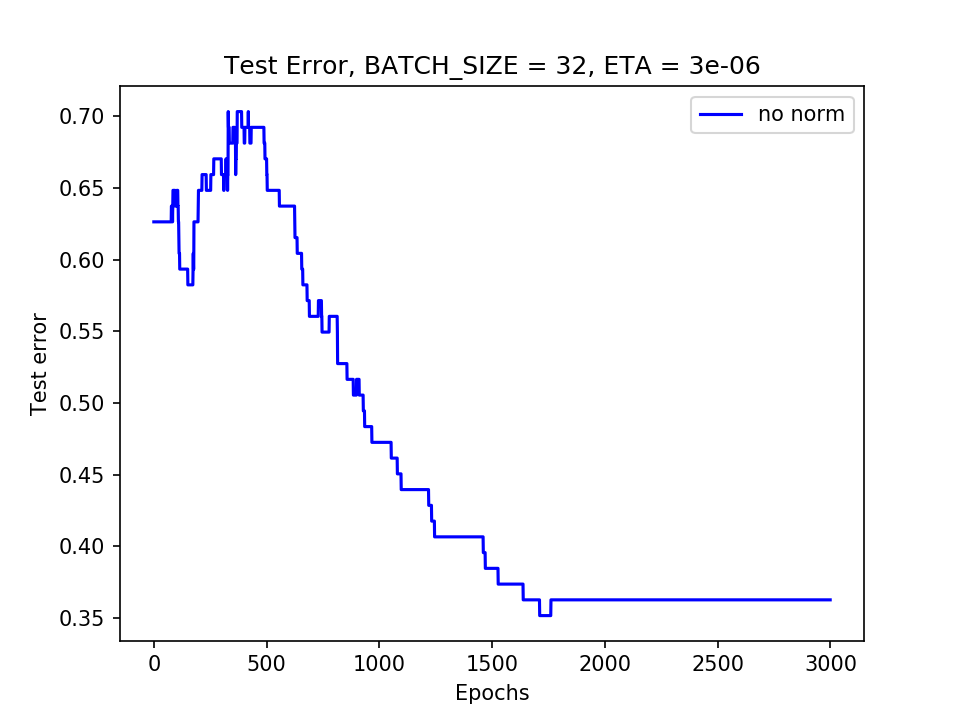 Test Error, BATCH_SIZE = 32, ETA = 3e-06
no norm
0.70
0.65
0.60
0.55
0.50
0.45
0.40
0.35
Test error
0 500 1000 1500 2000 2500 3000
Epochs